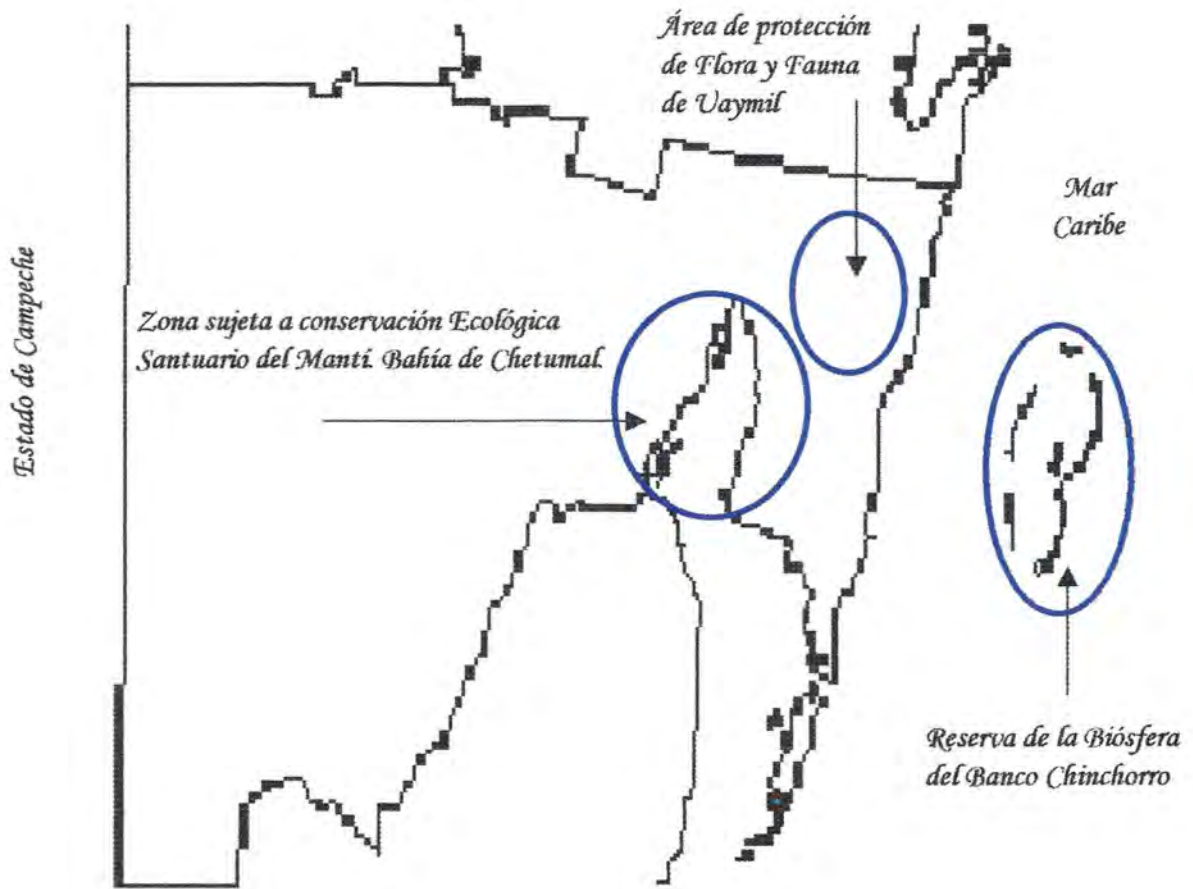 Área de protección
de Flora y Fauna
de Uaymil
Mar
Caribe
Estado de Campeche
Zona sujeta a conservación Ecológica
Santuario del Mantí. Bahía de Chetumal.
Reserva de la Biósfera
del Banco Chinchorro